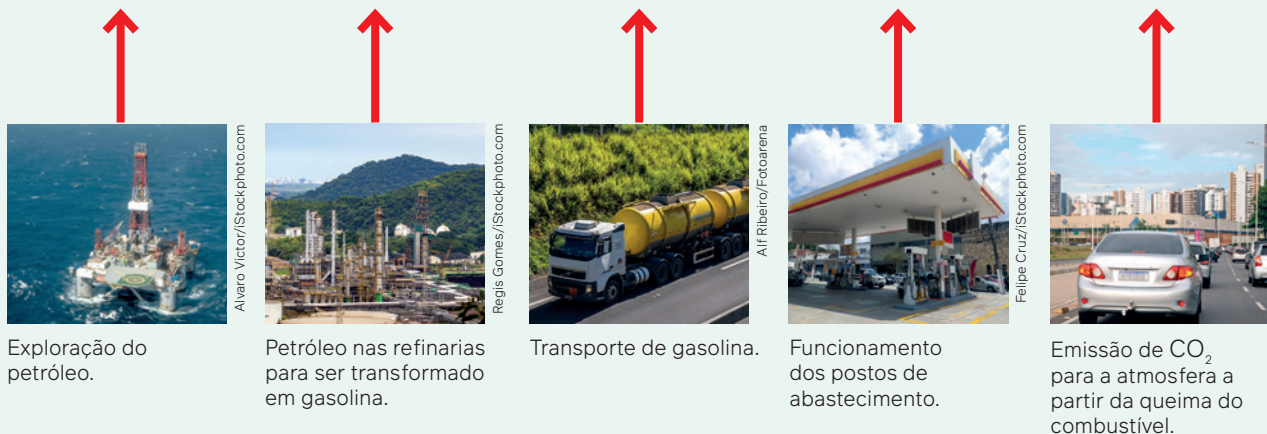 Alvaro Victor/iStockphoto.com
Regis Gomes/iStockphoto.com
Alf Ribeiro/Fotoarena
Felipe Cruz/iStockphoto.com
Exploração do
petróleo.
Petróleo nas refinarias
para ser transformado
em gasolina.
Transporte de gasolina.
Funcionamento
dos postos de
abastecimento.
Emissão de CO₂
para a atmosfera a
partir da queima do
combustível.